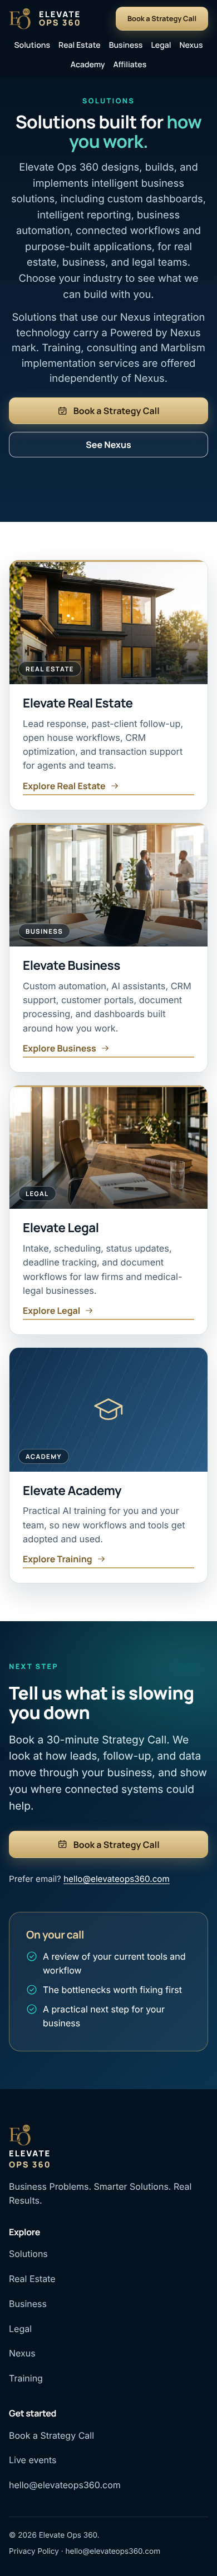 ELEVATE
OPS 360
Book a Strategy Call
Solutions Real Estate Business Legal Nexus
Academy Affiliates
SOLUTIONS
Solutions built for how
you work.
Elevate Ops 360 designs, builds, and
implements intelligent business
solutions, including custom dashboards,
intelligent reporting, business
automation, connected workflows and
purpose-built applications, for real
estate, business, and legal teams.
Choose your industry to see what we
can build with you.
Solutions that use our Nexus integration
technology carry a Powered by Nexus
mark. Training, consulting and Marblism
implementation services are offered
independently of Nexus.
Book a Strategy Call
See Nexus
REAL ESTATE
Elevate Real Estate
Lead response, past-client follow-up,
open house workflows, CRM
optimization, and transaction support
for agents and teams.
Explore Real Estate →
BUSINESS
Elevate Business
Custom automation, AI assistants, CRM
support, customer portals, document
processing, and dashboards built
around how you work.
Explore Business →
LEGAL
Elevate Legal
Intake, scheduling, status updates,
deadline tracking, and document
workflows for law firms and medical-
legal businesses.
Explore Legal →
ACADEMY
Elevate Academy
Practical AI training for you and your
team, so new workflows and tools get
adopted and used.
Explore Training →
NEXT STEP
Tell us what is slowing
you down
Book a 30-minute Strategy Call. We
look at how leads, follow-up, and data
move through your business, and show
you where connected systems could
help.
Book a Strategy Call
Prefer email? hello@elevateops360.com
On your call
A review of your current tools and
workflow
The bottlenecks worth fixing first
A practical next step for your
business
ELEVATE
OPS 360
Business Problems. Smarter Solutions. Real
Results.
Explore
Solutions
Real Estate
Business
Legal
Nexus
Training
Get started
Book a Strategy Call
Live events
hello@elevateops360.com
© 2026 Elevate Ops 360.
Privacy Policy · hello@elevateops360.com